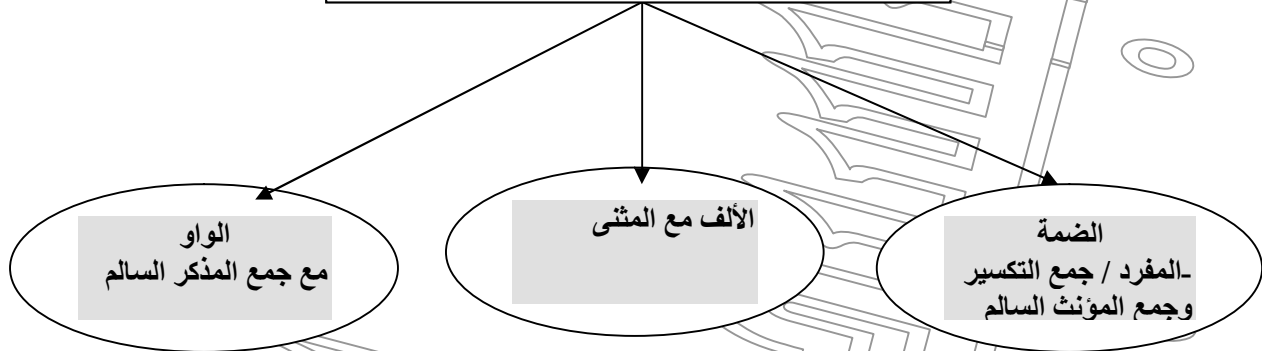 الضمة
-المفرد / جمع التكسير
وجمع المؤنث السالم
الألف مع المثنى
الواو
مع جمع المذكر السالم